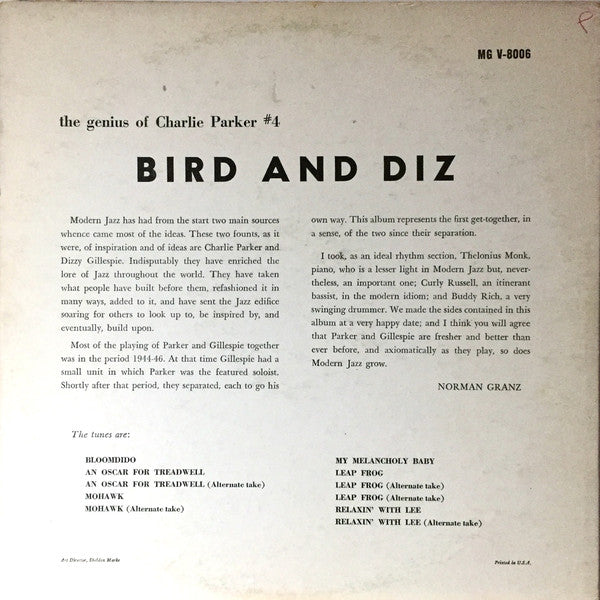 P
MG V-8006
the genius of Charlie Parker #4
BIRD AND DIZ
Modern Jazz has had from the start two main sources
whence came most of the ideas. These two founts, as it
were, of inspiration and of ideas are Charlie Parker and
Dizzy Gillespie. Indisputably they have enriched the
lore of Jazz throughout the world. They have taken
what people have built before them, refashioned it in
many ways, added to it, and have sent the Jazz edifice
soaring for others to look up to, be inspired by, and
eventually, build upon.
Most of the playing of Parker and Gillespie together
was in the period 1944-46. At that time Gillespie had a
small unit in which Parker was the featured soloist.
Shortly after that period, they separated, each to go his
own way. This album represents the first get-together, in
a sense, of the two since their separation.
I took, as an ideal rhythm section, Thelonius Monk,
piano, who is a lesser light in Modern Jazz but, never-
theless, an important one; Curly Russell, an itinerant
bassist, in the modern idiom; and Buddy Rich, a very
swinging drummer. We made the sides contained in this
album at a very happy date; and I think you will agree
that Parker and Gillespie are fresher and better than
ever before, and axiomatically as they play, so does
Modern Jazz grow.
NORMAN GRANZ
The tunes are:
BLOOMDIDO
AN OSCAR FOR TREADWELL
AN OSCAR FOR TREADWELL (Alternate take)
MOHAWK
MOHAWK (Alternate take)
MY MELANCHOLY BABY
LEAP FROG
LEAP FROG (Alternate take)
LEAP FROG (Alternate take)
RELAXIN' WITH LEE
RELAXIN' WITH LEE (Alternate take)
Art Director, Sheldon Marks
Printed in U.S.A.